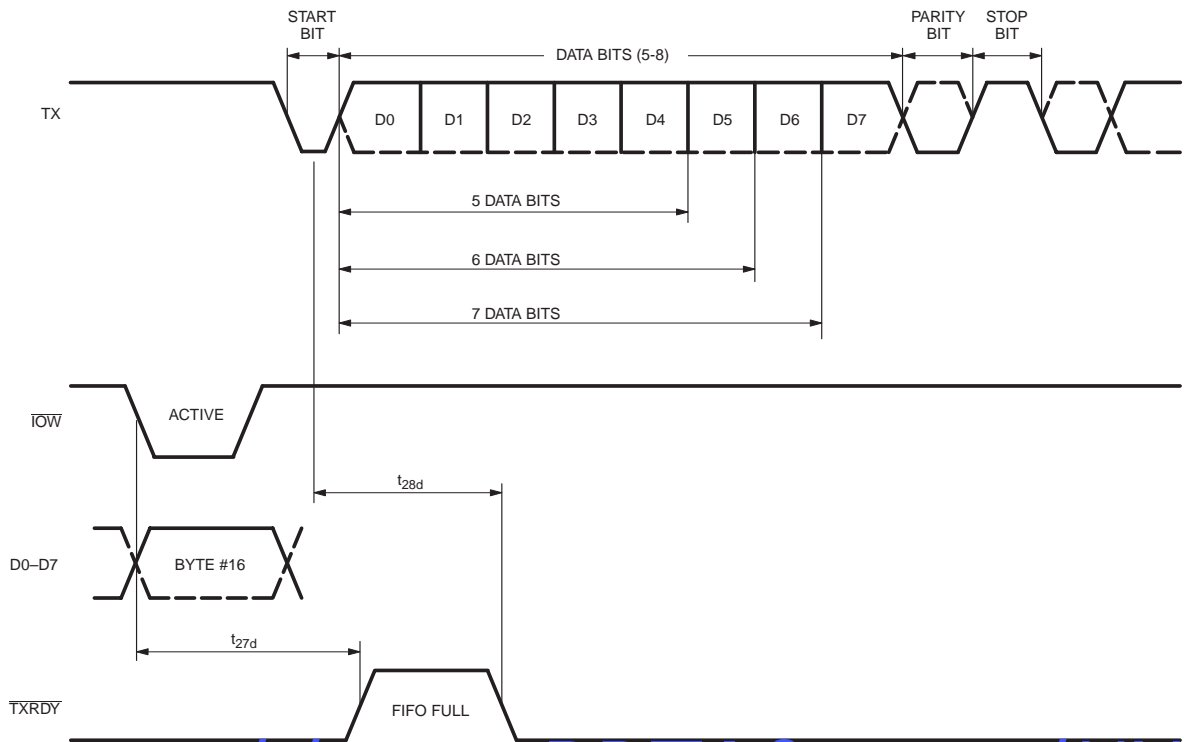 START
BIT
DATA BITS (5-8)
PARITY
BIT
STOP
BIT
TX
D0 D1 D2 D3 D4 D5 D6 D7
5 DATA BITS
6 DATA BITS
7 DATA BITS
IOW
ACTIVE
t28d
D0–D7
BYTE #16
t27d
TXRDY
FIFO FULL